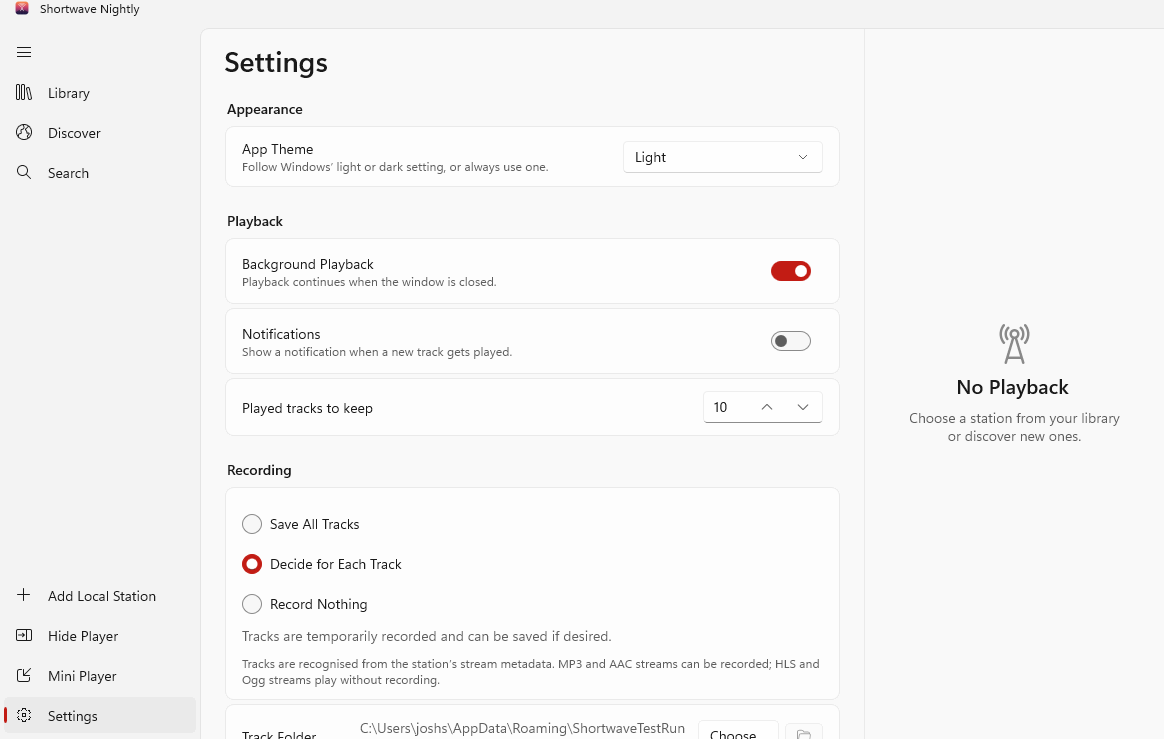 Shortwave Nightly
Library
Discover
Search
Add Local Station
Hide Player
Mini Player
Settings
Settings
Appearance
App Theme
Follow Windows’ light or dark setting, or always use one.
Light
Playback
Background Playback
Playback continues when the window is closed.
Notifications
Show a notification when a new track gets played.
Played tracks to keep
10
Recording
Save All Tracks
Decide for Each Track
Record Nothing
Tracks are temporarily recorded and can be saved if desired.
Tracks are recognised from the station’s stream metadata. MP3 and AAC streams can be recorded; HLS and
Ogg streams play without recording.
Track Folder
C:\Users\joshs\AppData\Roaming\ShortwaveTestRun
Choose
No Playback
Choose a station from your library
or discover new ones.